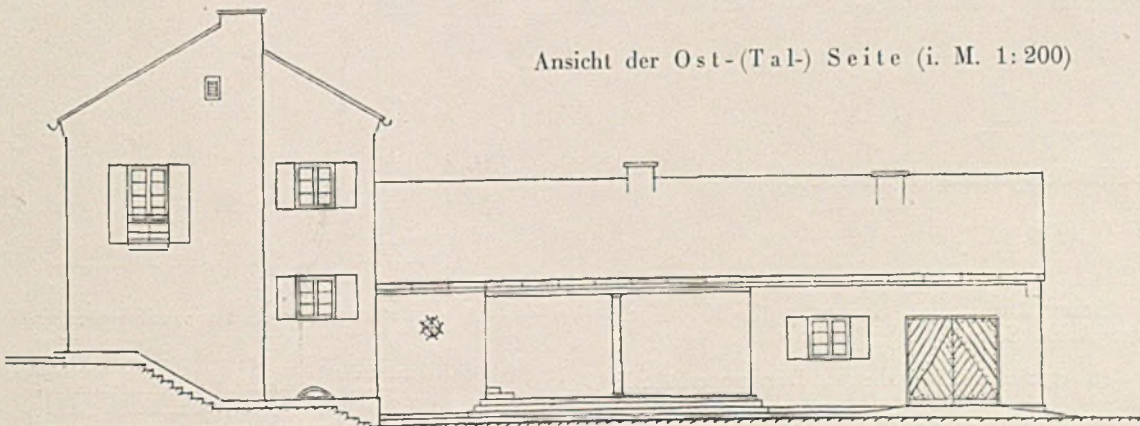 Ansicht der Ost-(Tal-) Seite (i. M. 1:200)